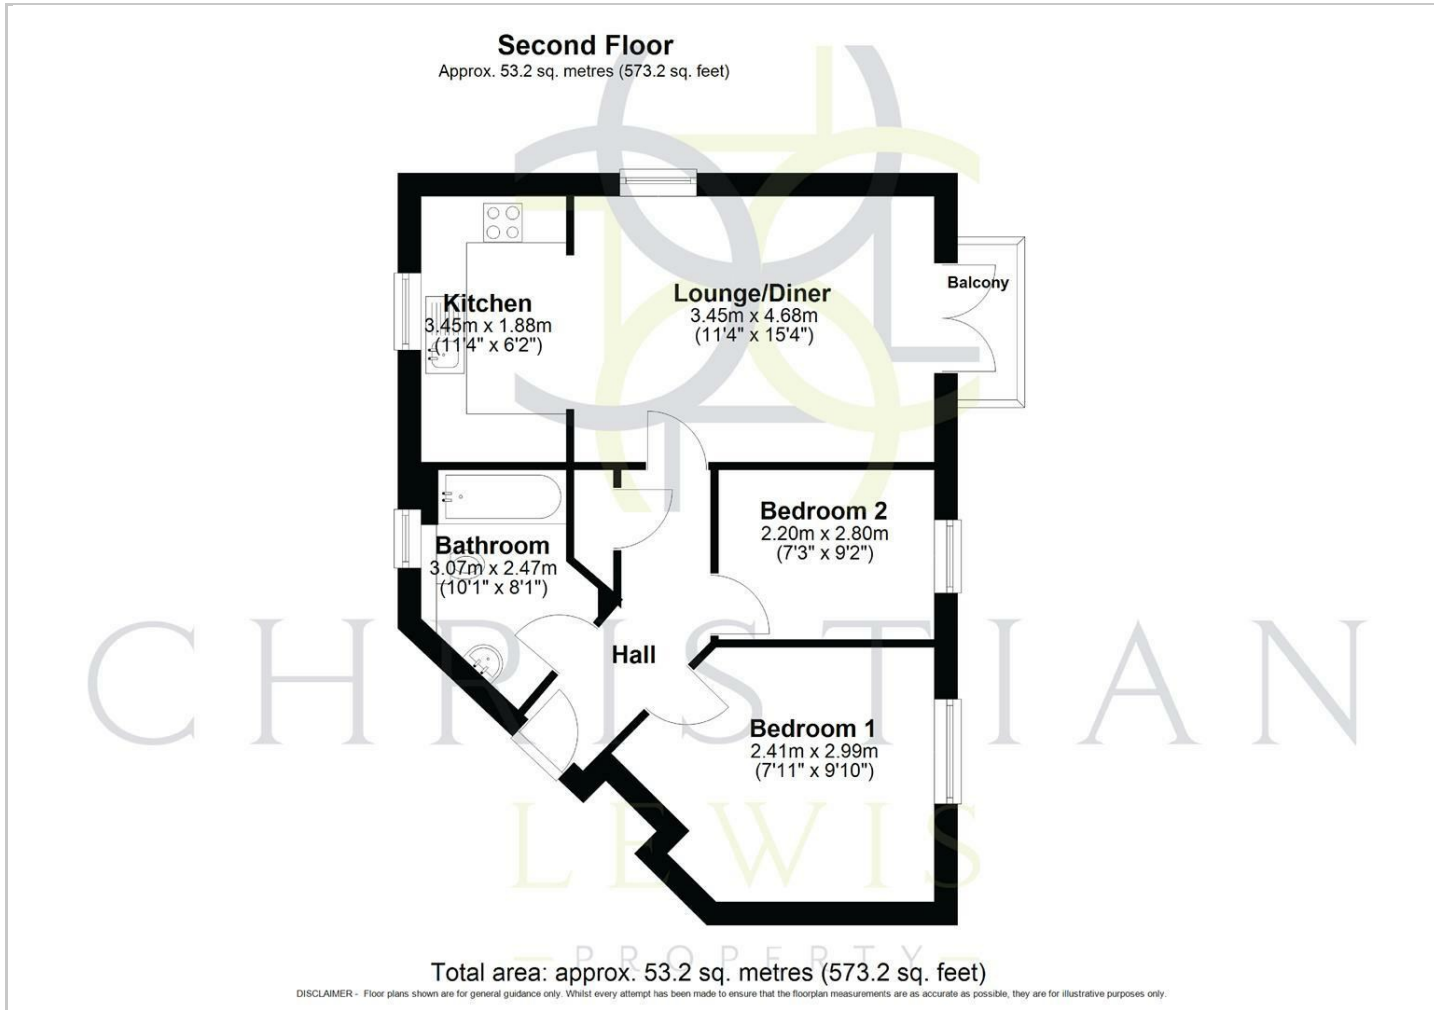 Second Floor
Approx. 53.2 sq. metres (573.2 sq. feet)
Kitchen
3.45m x 1.88m
(11'4" x 6'2")
Lounge/Diner
3.45m x 4.68m
(11'4" x 15'4")
Balcony
Bathroom
3.07m x 2.47m
(10'1" x 8'1")
Bedroom 2
2.20m x 2.80m
(7'3" x 9'2")
Hall
Bedroom 1
2.41m x 2.99m
(7'11" x 9'10")
CHRISTIAN
LEWIS
PROPERTY
Total area: approx. 53.2 sq. metres (573.2 sq. feet)
DISCLAIMER - Floor plans shown are for general guidance only. Whilst every attempt has been made to ensure that the floorplan measurements are as accurate as possible, they are for illustrative purposes only.